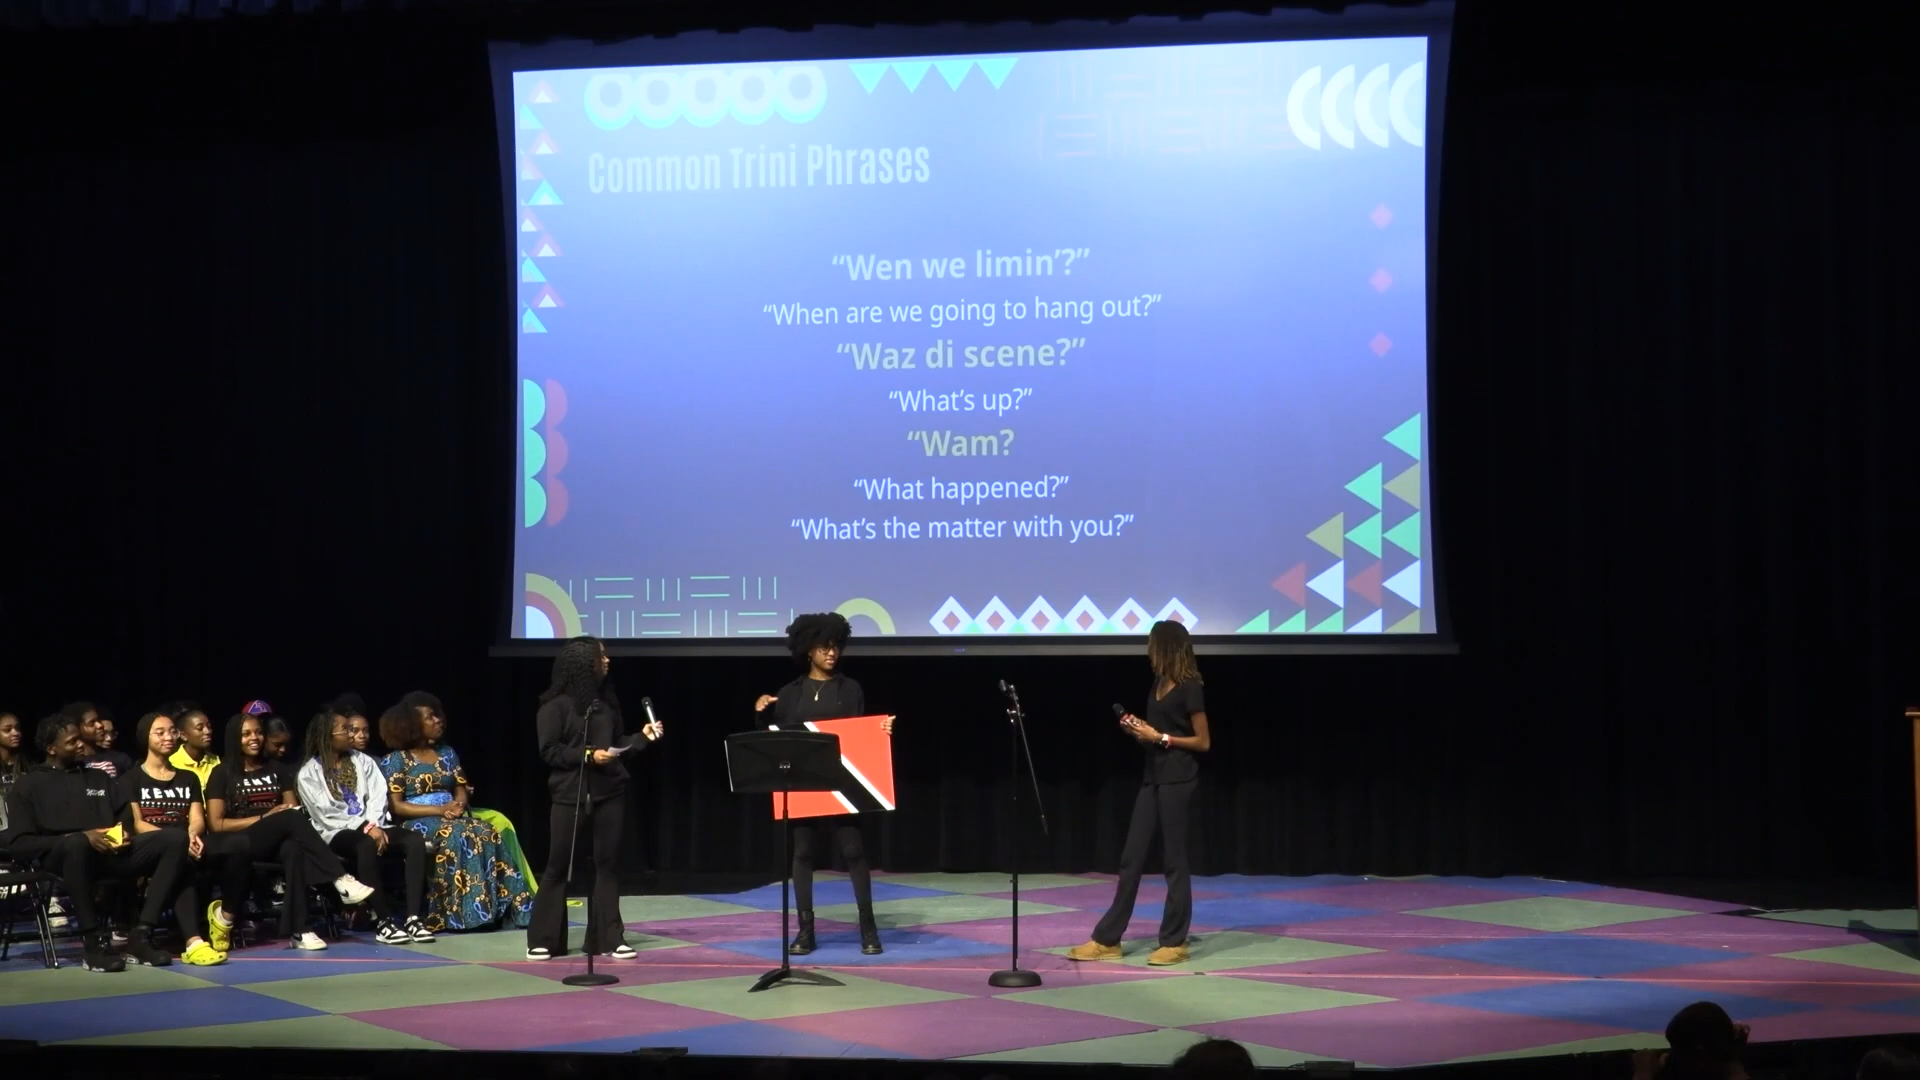 Common Trini Phrases
“Wen we limin’?”
“When are we going to hang out?”
“Waz di scene?”
“What’s up?”
“Wam?
“What happened?”
“What’s the matter with you?”
KENYA